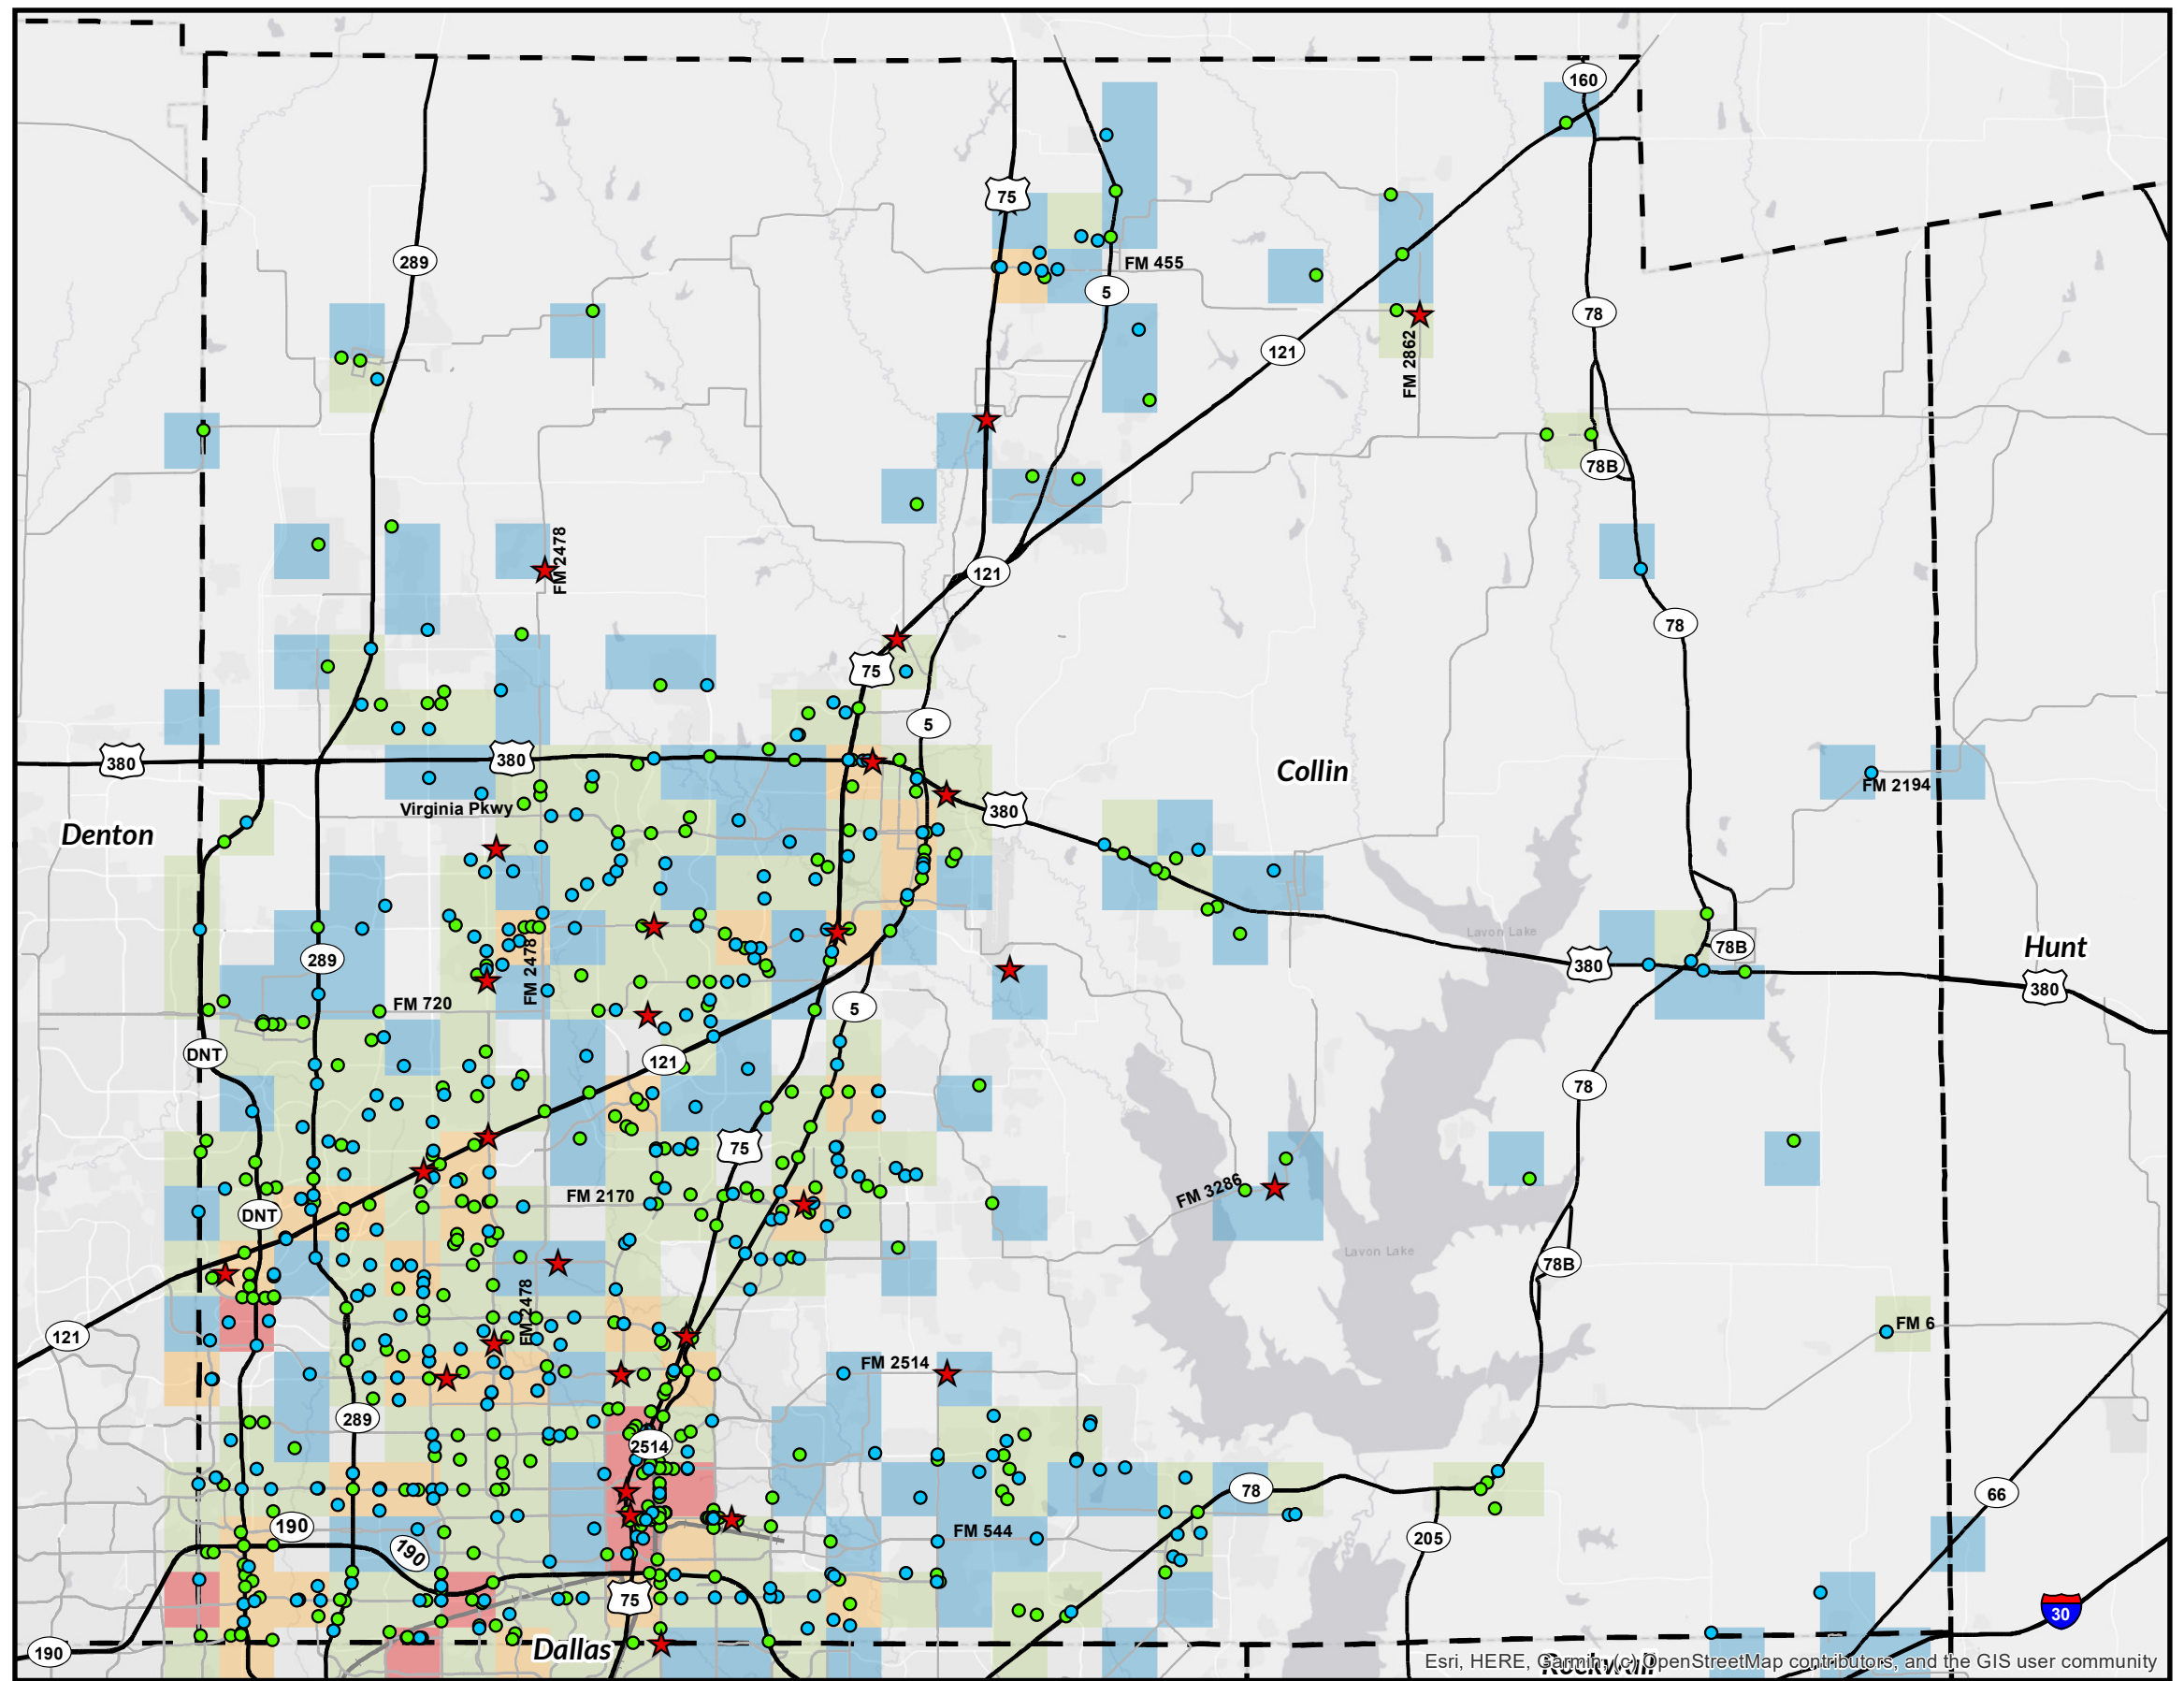 160
75
289
FM 455
5
78
121
FM 2862
78B
FM 2478
121
78
75
5
380
380
Collin
FM 2194
Virginia Pkwy
380
Denton
Lavon Lake
78B
Hunt
289
FM 2478
380
380
FM 720
5
DNT
121
78
75
FM 2170
FM 3286
DNT
Lavon Lake
78B
FM 2478
FM 6
121
FM 2514
289
2514
78
66
190
FM 544
205
190
75
30
190
Dallas
Rockwall
Esri, HERE, Garmin, (c) OpenStreetMap contributors, and the GIS user community